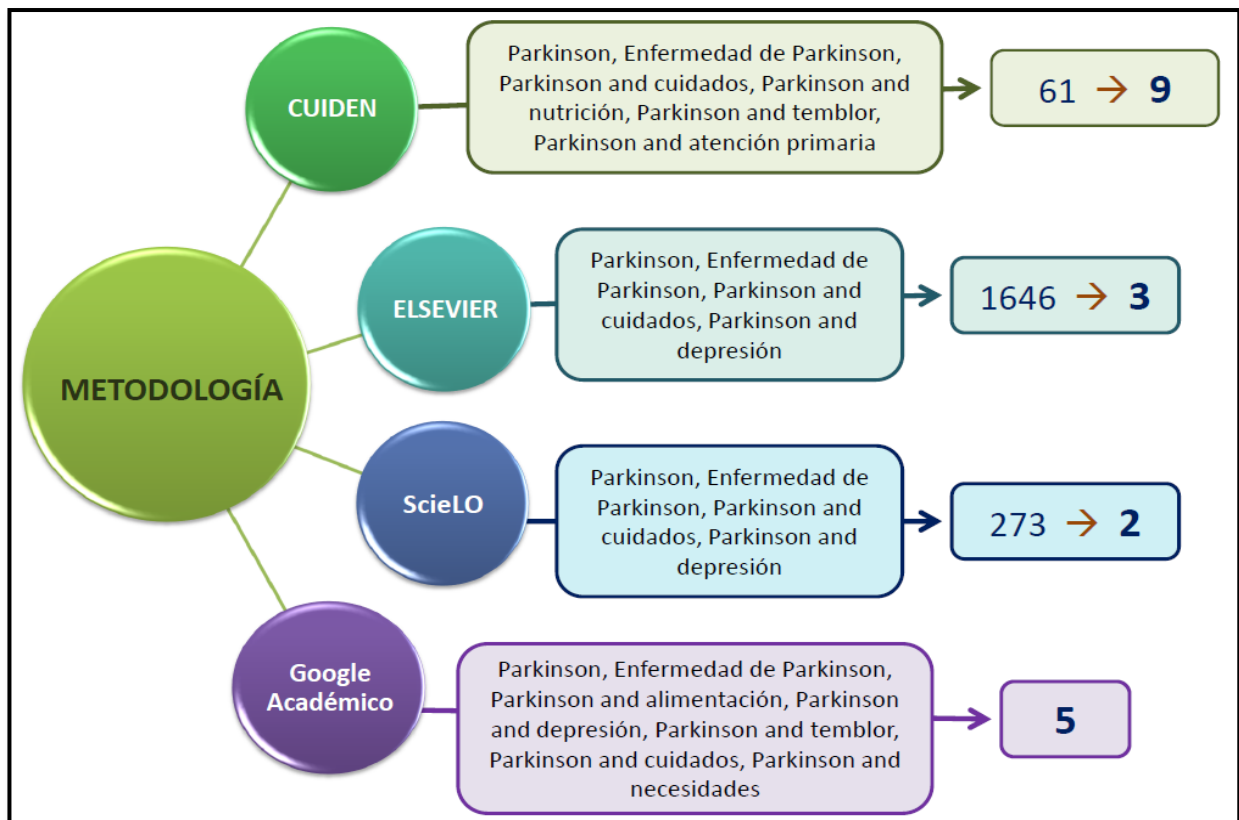 METODOLOGÍA
CUIDEN
Parkinson, Enfermedad de Parkinson,
Parkinson and cuidados, Parkinson and
nutrición, Parkinson and temblor,
Parkinson and atención primaria
61 → 9
ELSEVIER
Parkinson, Enfermedad de
Parkinson, Parkinson and
cuidados, Parkinson and
depresión
1646 → 3
ScieLO
Parkinson, Enfermedad de
Parkinson, Parkinson and
cuidados, Parkinson and
depresión
273 → 2
Google
Académico
Parkinson, Enfermedad de Parkinson,
Parkinson and alimentación, Parkinson
and depresión, Parkinson and temblor,
Parkinson and cuidados, Parkinson and
necesidades
5